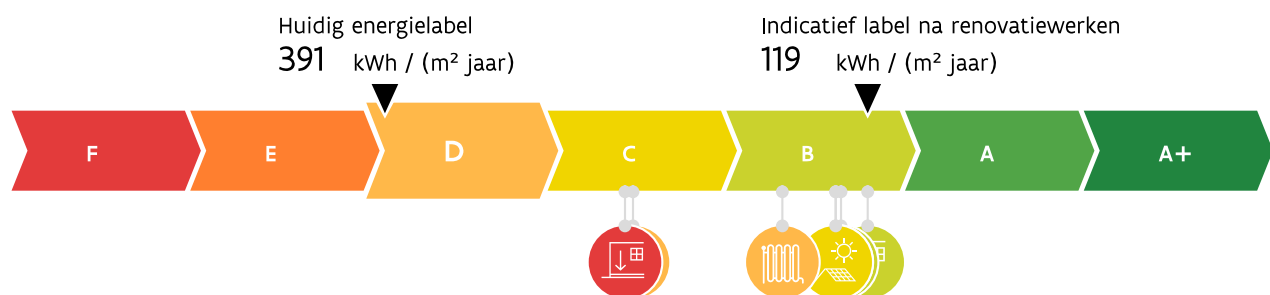 Huidig energielabel
391 kWh / (m² jaar)
Indicatief label na renovatiewerken
119 kWh / (m² jaar)
F E D C B A A+